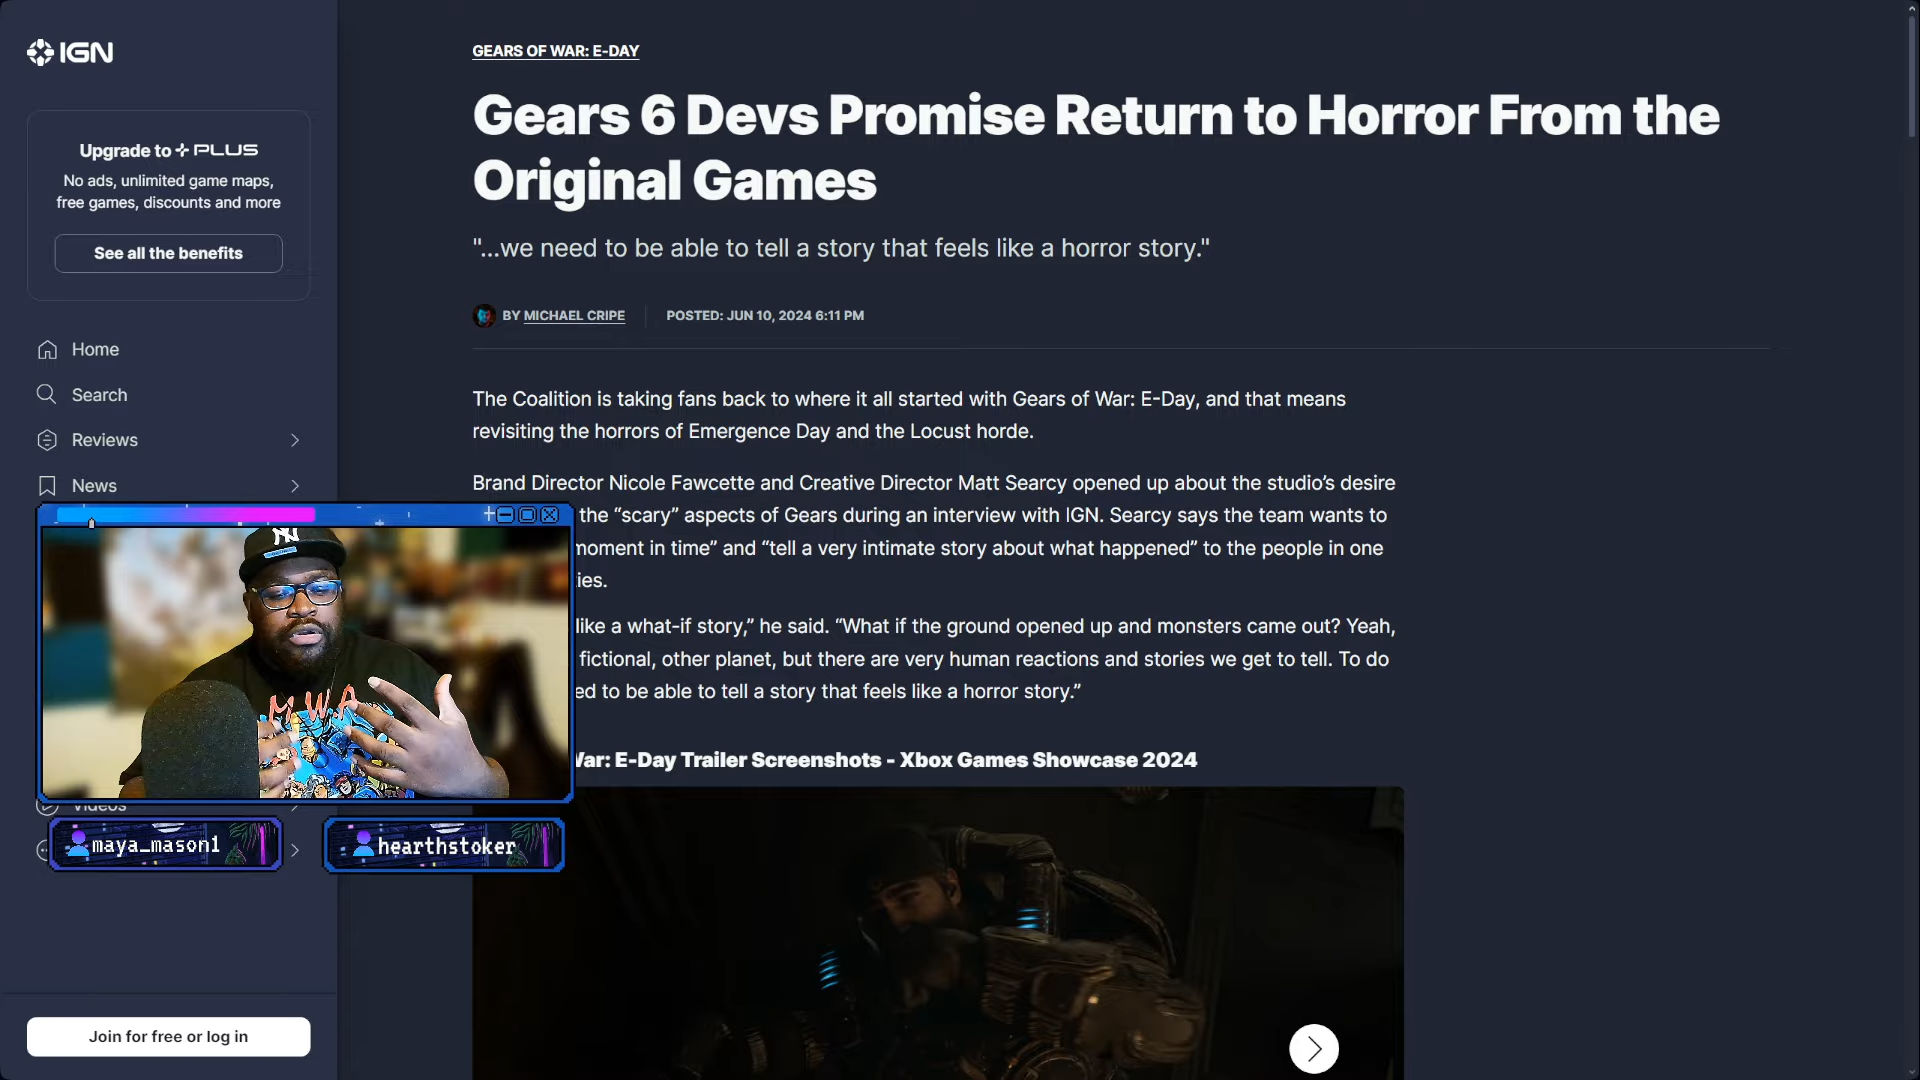 IGN
Upgrade to PLUS
No ads, unlimited game maps,
free games, discounts and more
See all the benefits
Home
Search
Reviews
News
Videos
maya_mason1
hearthstoker
Join for free or log in
GEARS OF WAR: E-DAY
Gears 6 Devs Promise Return to Horror From the
Original Games
"...we need to be able to tell a story that feels like a horror story."
BY MICHAEL CRIPE
POSTED: JUN 10, 2024 6:11 PM
The Coalition is taking fans back to where it all started with Gears of War: E-Day, and that means
revisiting the horrors of Emergence Day and the Locust horde.
Brand Director Nicole Fawcette and Creative Director Matt Searcy opened up about the studio’s desire
the “scary” aspects of Gears during an interview with IGN. Searcy says the team wants to
moment in time” and “tell a very intimate story about what happened” to the people in one
ies.
like a what-if story,” he said. “What if the ground opened up and monsters came out? Yeah,
fictional, other planet, but there are very human reactions and stories we get to tell. To do
ed to be able to tell a story that feels like a horror story.”
War: E-Day Trailer Screenshots - Xbox Games Showcase 2024